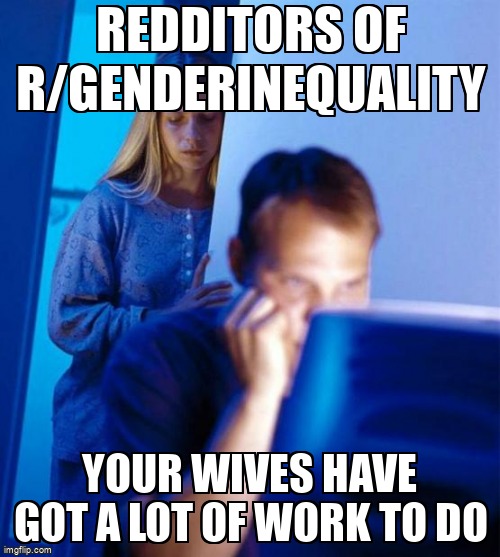 REDDITORS OF
R/GENDERINEQUALITY
YOUR WIVES HAVE
GOT A LOT OF WORK TO DO
imgflip.com